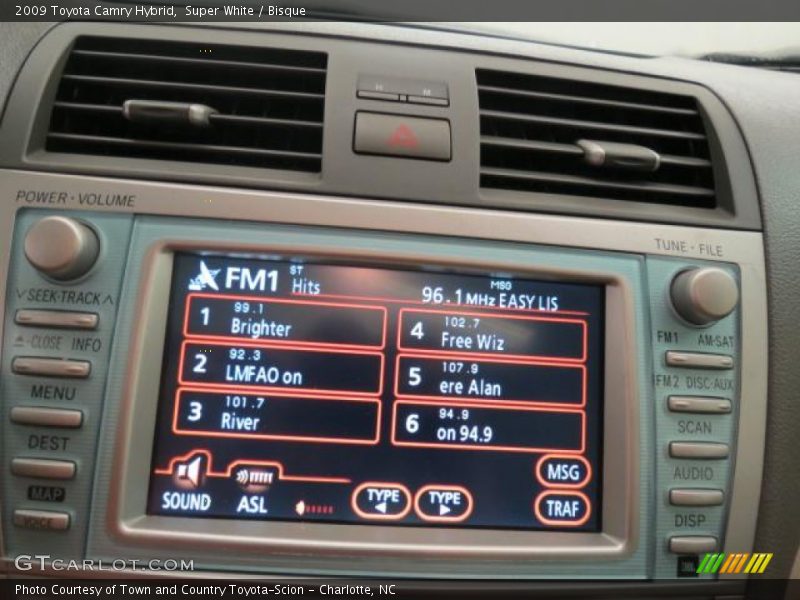 2009 Toyota Camry Hybrid, Super White / Bisque
H M
POWER · VOLUME
TUNE · FILE
SEEK·TRACK
CLOSE INFO
MENU
DEST
MAP
VOICE
FM1 ST Hits
MSG
96.1MHz EASY LIS
1 99.1 Brighter
2 92.3 LMFAO on
3 101.7 River
4 102.7 Free Wiz
5 107.9 ere Alan
6 94.9 on 94.9
SOUND
ASL
TYPE
TYPE
MSG
TRAF
FM1 AM·SAT
FM2 DISC·AUX
SCAN
AUDIO
DISP
GTCARLOT.COM
Photo Courtesy of Town and Country Toyota-Scion - Charlotte, NC